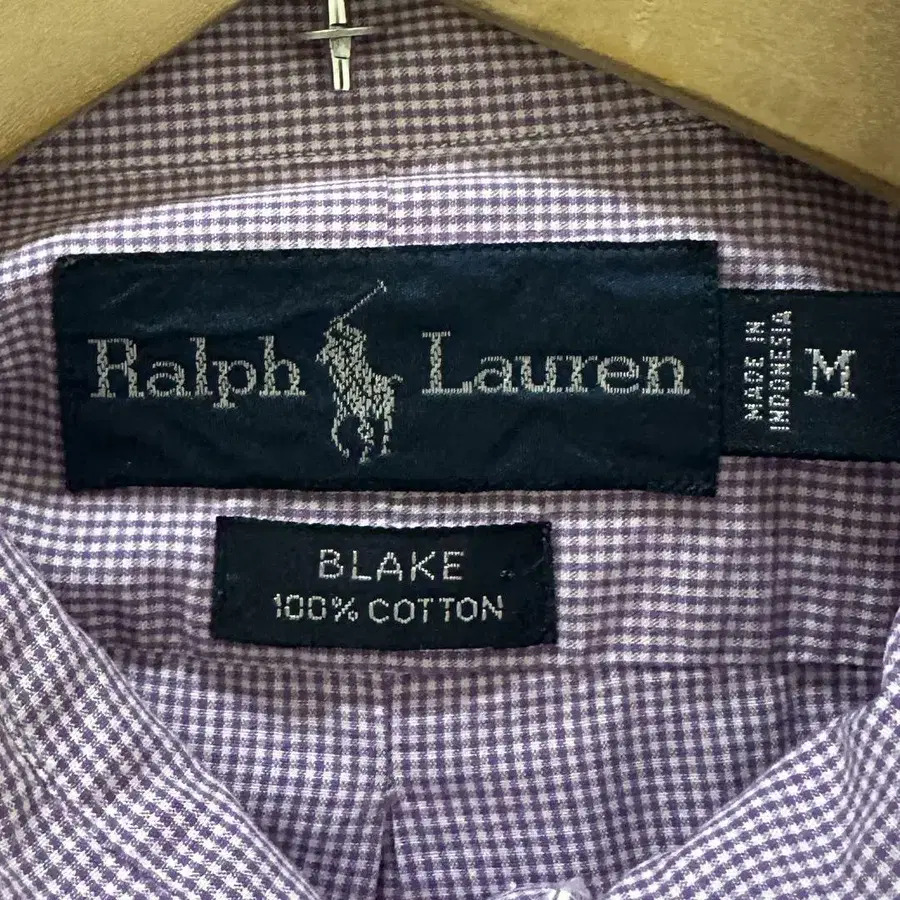 Ralph Lauren
MADE IN
INDONESIA
M
BLAKE
100% COTTON